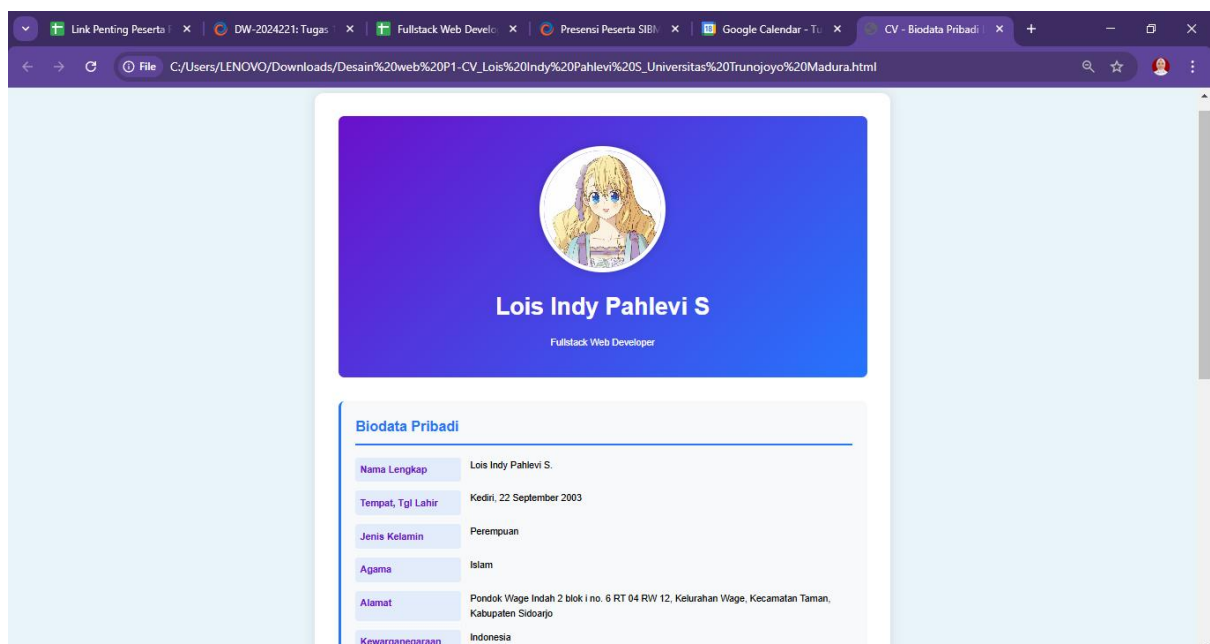 Link Penting Peserta
DW-2024221: Tugas
Fullstack Web Develo
Presensi Peserta SIBM
Google Calendar - Tu
CV - Biodata Pribadi
File
C:/Users/LENOVO/Downloads/Desain%20web%20P1-CV_Lois%20Indy%20Pahlevi%20S_Universitas%20Trunojoyo%20Madura.html
Lois Indy Pahlevi S
Fullstack Web Developer
Biodata Pribadi
Nama Lengkap
Lois Indy Pahlevi S.
Tempat, Tgl Lahir
Kediri, 22 September 2003
Jenis Kelamin
Perempuan
Agama
Islam
Alamat
Pondok Wage Indah 2 blok i no. 6 RT 04 RW 12, Kelurahan Wage, Kecamatan Taman,
Kabupaten Sidoarjo
Kewarganegaraan
Indonesia